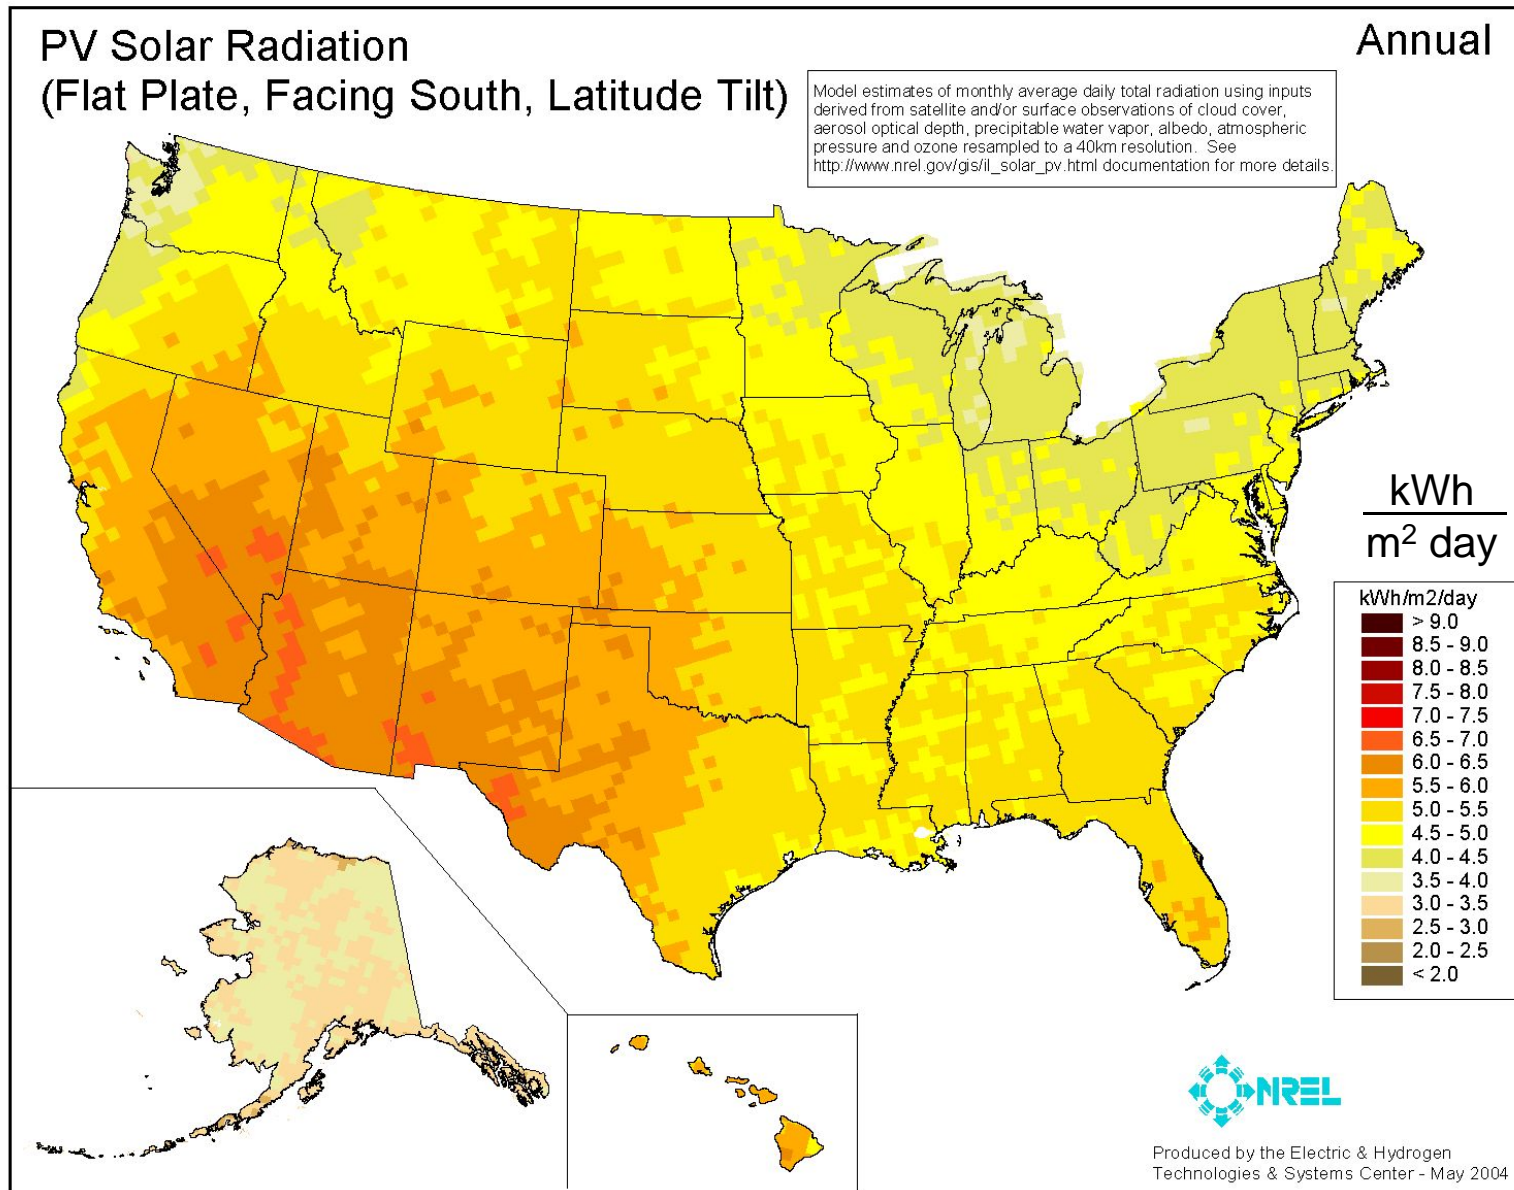 PV Solar Radiation
(Flat Plate, Facing South, Latitude Tilt)
Annual
Model estimates of monthly average daily total radiation using inputs
derived from satellite and/or surface observations of cloud cover,
aerosol optical depth, precipitable water vapor, albedo, atmospheric
pressure and ozone resampled to a 40km resolution. See
http://www.nrel.gov/gis/il_solar_pv.html documentation for more details.
kWh
m² day
kWh/m2/day
> 9.0
8.5 - 9.0
8.0 - 8.5
7.5 - 8.0
7.0 - 7.5
6.5 - 7.0
6.0 - 6.5
5.5 - 6.0
5.0 - 5.5
4.5 - 5.0
4.0 - 4.5
3.5 - 4.0
3.0 - 3.5
2.5 - 3.0
2.0 - 2.5
< 2.0
NREL
Produced by the Electric & Hydrogen
Technologies & Systems Center - May 2004